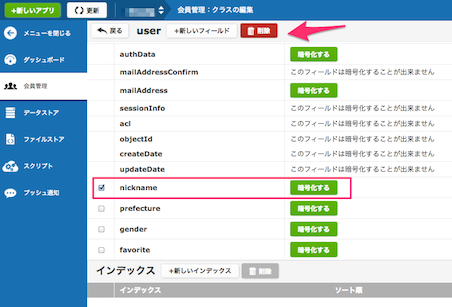 +新しいアプリ
更新
会員管理：クラスの編集
メニューを閉じる
戻る
user
+新しいフィールド
削除
authData
暗号化する
ダッシュボード
mailAddressConfirm
このフィールドは暗号化することが出来ません
mailAddress
暗号化する
会員管理
sessionInfo
このフィールドは暗号化することが出来ません
データストア
acl
このフィールドは暗号化することが出来ません
objectId
このフィールドは暗号化することが出来ません
ファイルストア
createDate
このフィールドは暗号化することが出来ません
スクリプト
updateDate
このフィールドは暗号化することが出来ません
プッシュ通知
nickname
暗号化する
prefecture
暗号化する
gender
暗号化する
favorite
暗号化する
インデックス
+新しいインデックス
削除
インデックス
ソート順